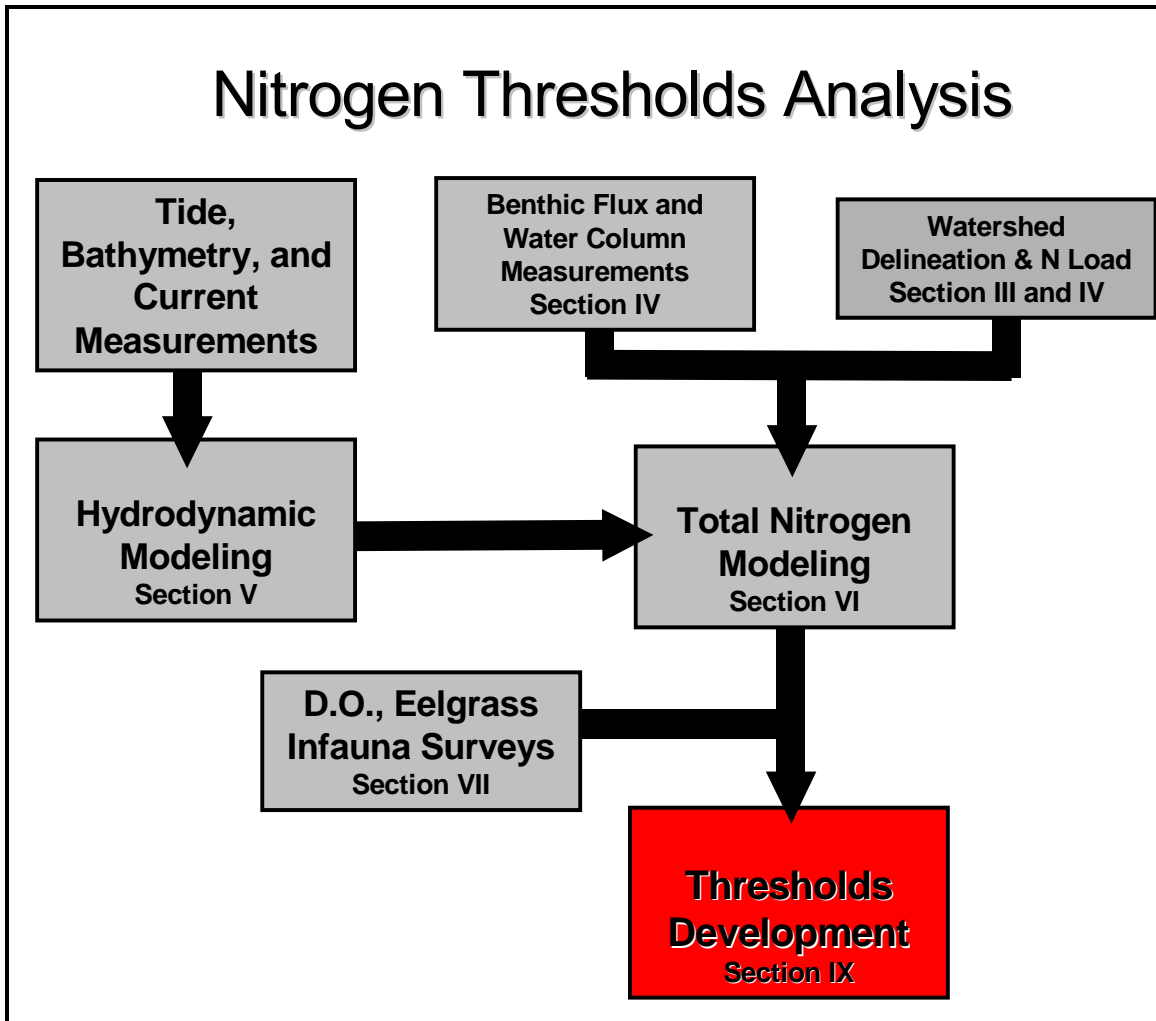 Nitrogen Thresholds Analysis
Tide,
Bathymetry, and
Current
Measurements
Benthic Flux and
Water Column
Measurements
Section IV
Watershed
Delineation & N Load
Section III and IV
Hydrodynamic
Modeling
Section V
Total Nitrogen
Modeling
Section VI
D.O., Eelgrass
Infauna Surveys
Section VII
Thresholds
Development
Section IX